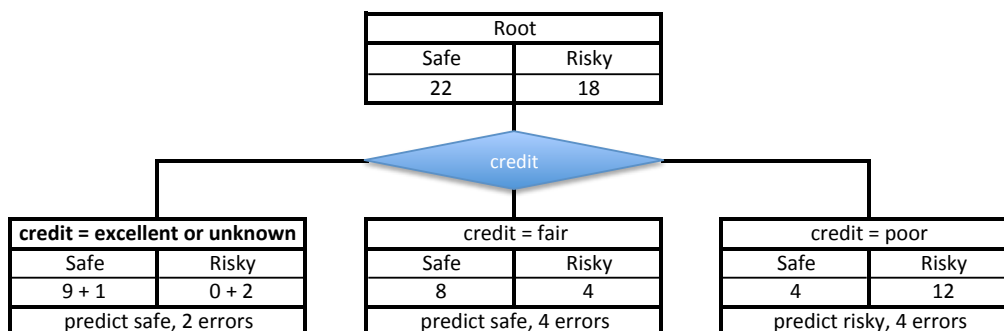 Root
Safe Risky
22 18
credit
credit = excellent or unknown
Safe Risky
9 + 1 0 + 2
predict safe, 2 errors
credit = fair
Safe Risky
8 4
predict safe, 4 errors
credit = poor
Safe Risky
4 12
predict risky, 4 errors